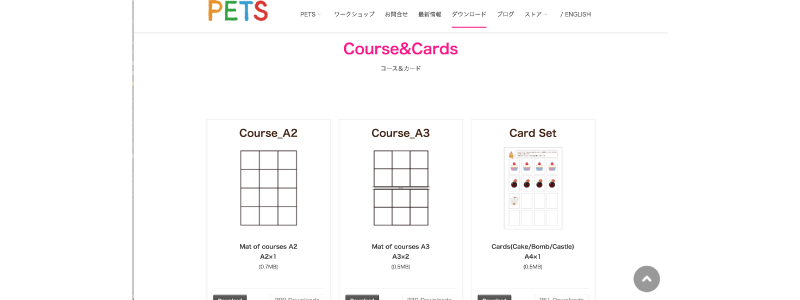 PETS
PETS ワークショップ お問合せ 最新情報 ダウンロード ブログ ストア / ENGLISH
Course&Cards
コース＆カード
Course_A2 Course_A3 Card Set
Mat of courses A2 Mat of courses A3 Cards(Cake/Bomb/Castle)
A2×1 A3×2 A4×1
(0.7MB) (0.5MB) (0.5MB)